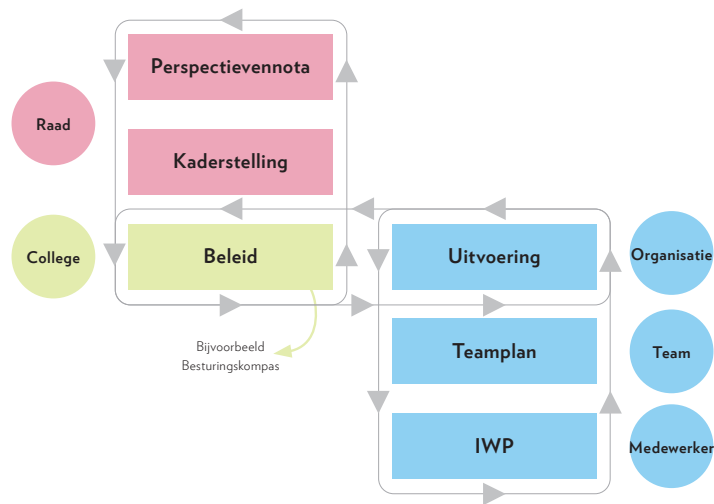 Perspectievennota
Raad
Kaderstelling
College
Beleid
Uitvoering
Organisatie
Bijvoorbeeld
Besturingskompas
Teamplan
Team
IWP
Medewerker